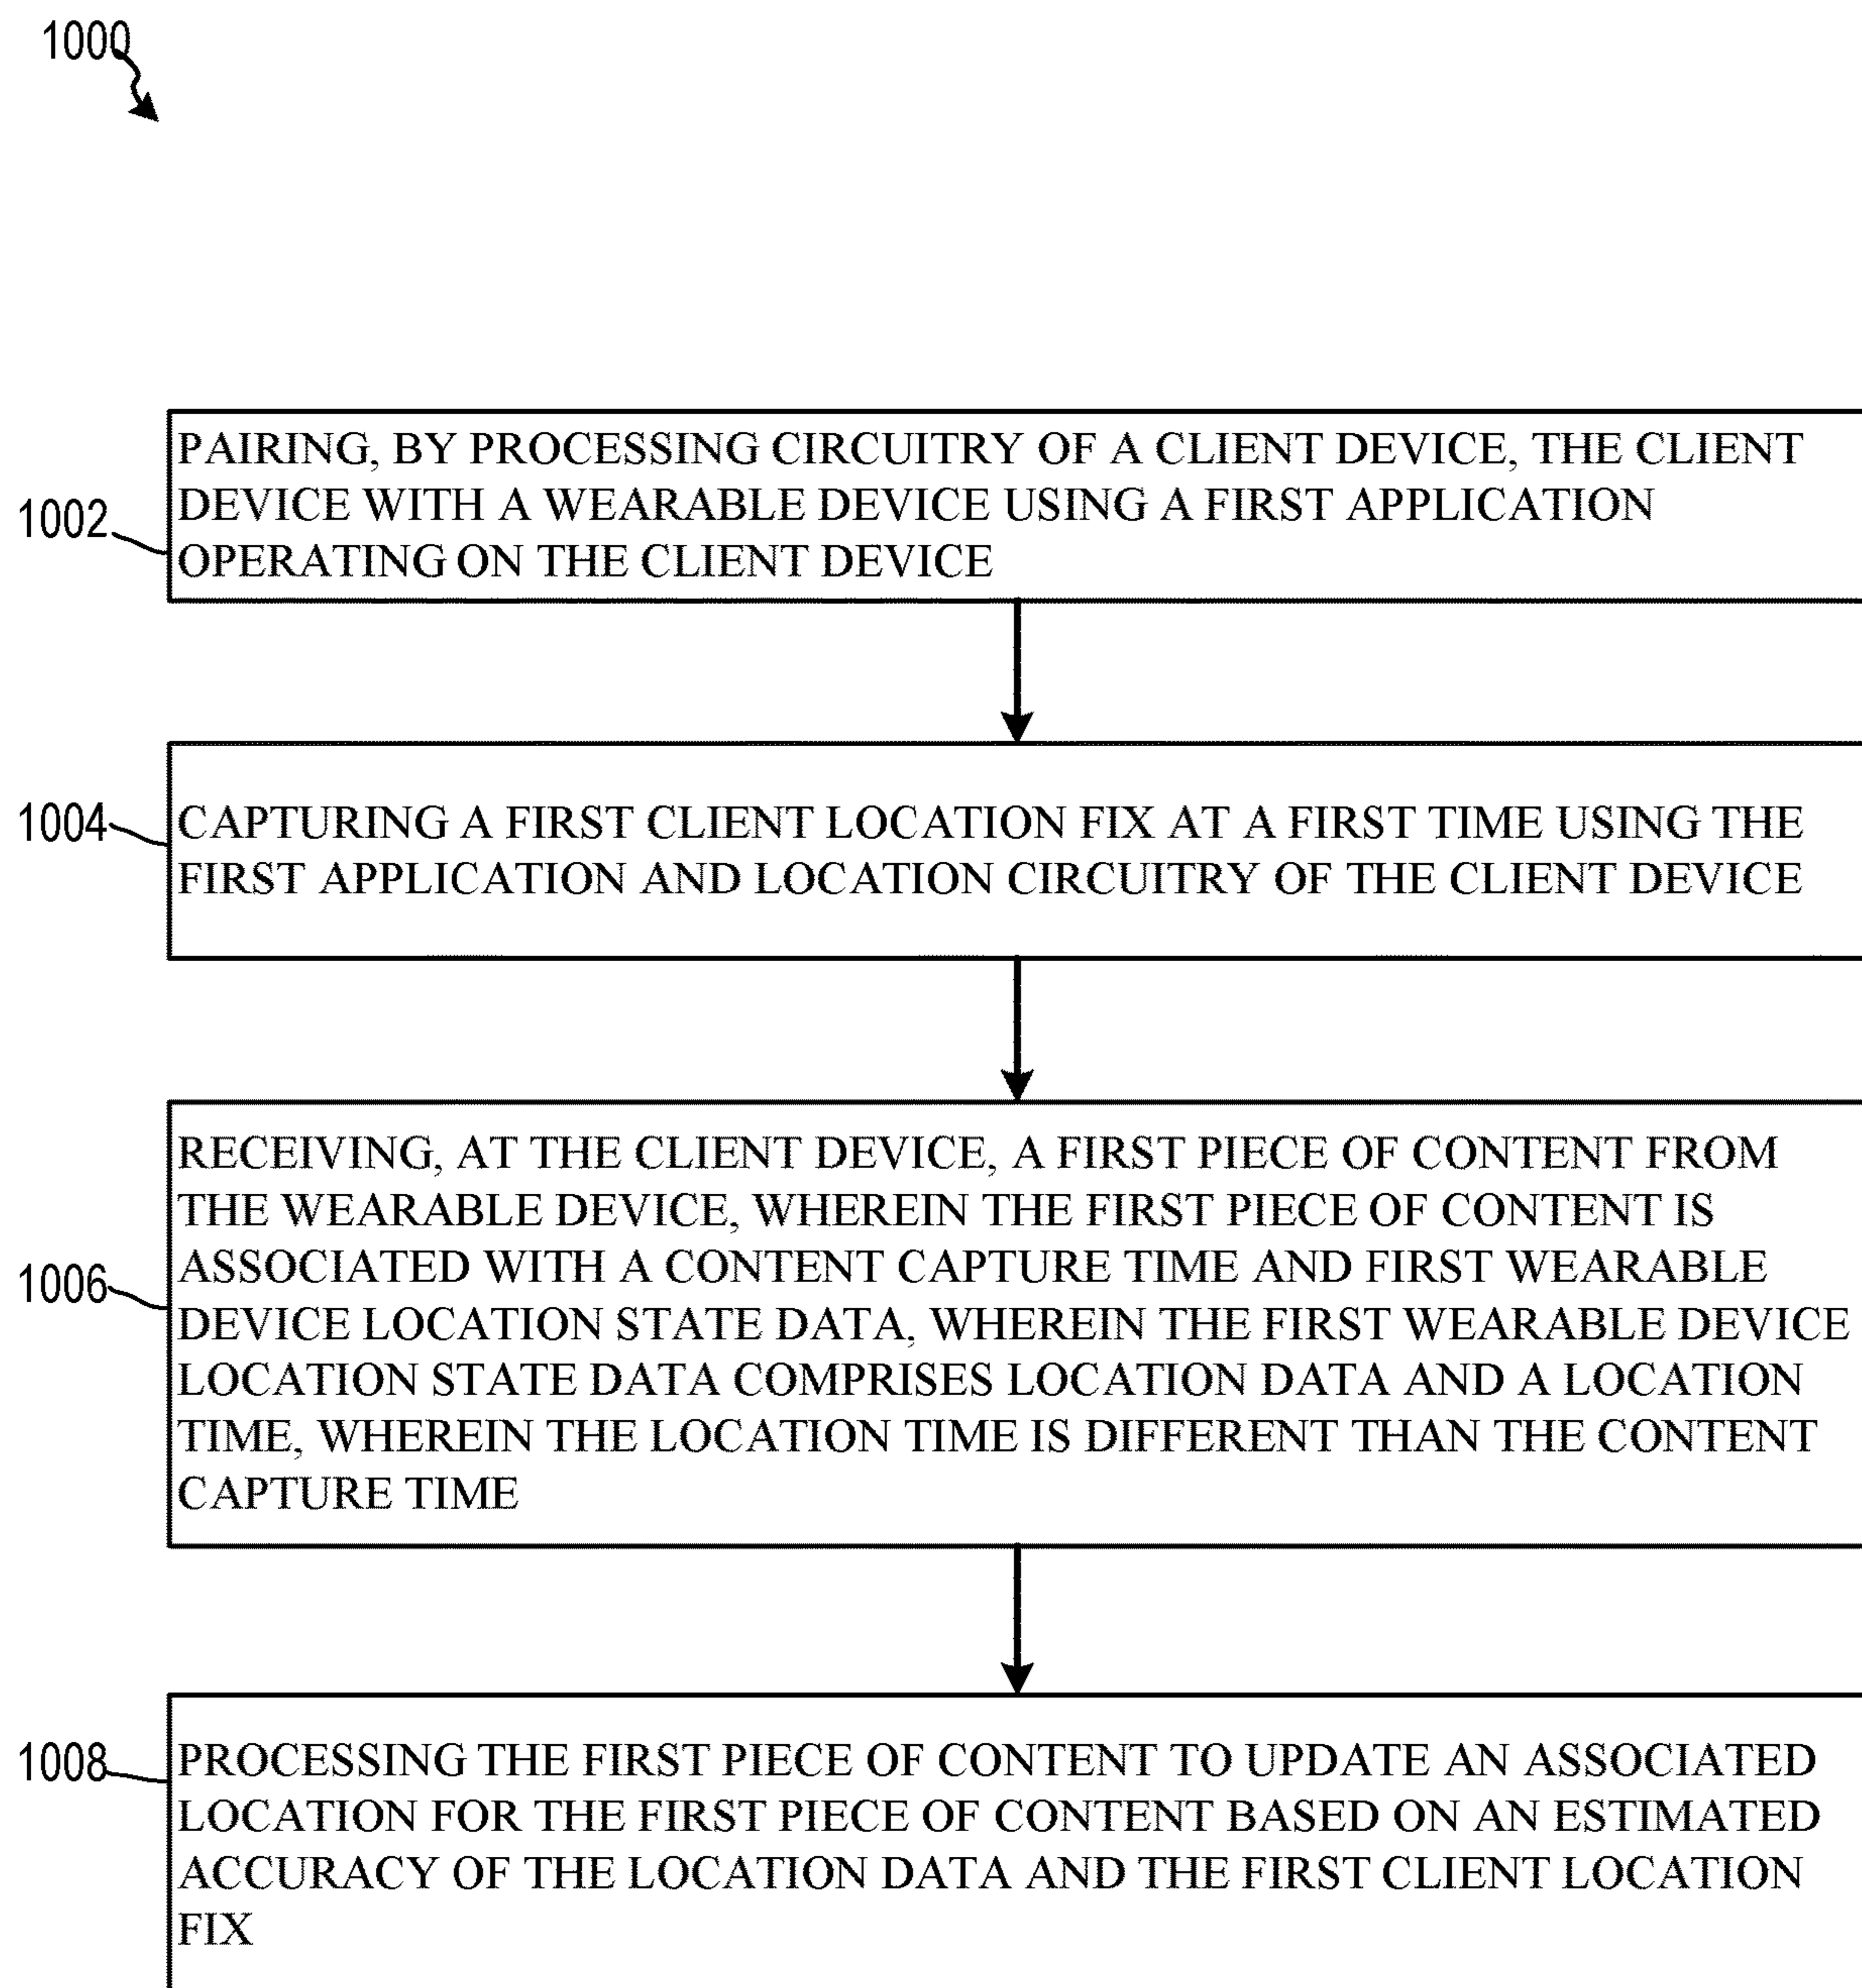 1000
PAIRING, BY PROCESSING CIRCUITRY OF A CLIENT DEVICE, THE CLIENT
DEVICE WITH A WEARABLE DEVICE USING A FIRST APPLICATION
OPERATING ON THE CLIENT DEVICE
1002
CAPTURING A FIRST CLIENT LOCATION FIX AT A FIRST TIME USING THE
FIRST APPLICATION AND LOCATION CIRCUITRY OF THE CLIENT DEVICE
1004
RECEIVING, AT THE CLIENT DEVICE, A FIRST PIECE OF CONTENT FROM
THE WEARABLE DEVICE, WHEREIN THE FIRST PIECE OF CONTENT IS
ASSOCIATED WITH A CONTENT CAPTURE TIME AND FIRST WEARABLE
DEVICE LOCATION STATE DATA, WHEREIN THE FIRST WEARABLE DEVICE
LOCATION STATE DATA COMPRISES LOCATION DATA AND A LOCATION
TIME, WHEREIN THE LOCATION TIME IS DIFFERENT THAN THE CONTENT
CAPTURE TIME
1006
PROCESSING THE FIRST PIECE OF CONTENT TO UPDATE AN ASSOCIATED
LOCATION FOR THE FIRST PIECE OF CONTENT BASED ON AN ESTIMATED
ACCURACY OF THE LOCATION DATA AND THE FIRST CLIENT LOCATION
FIX
1008